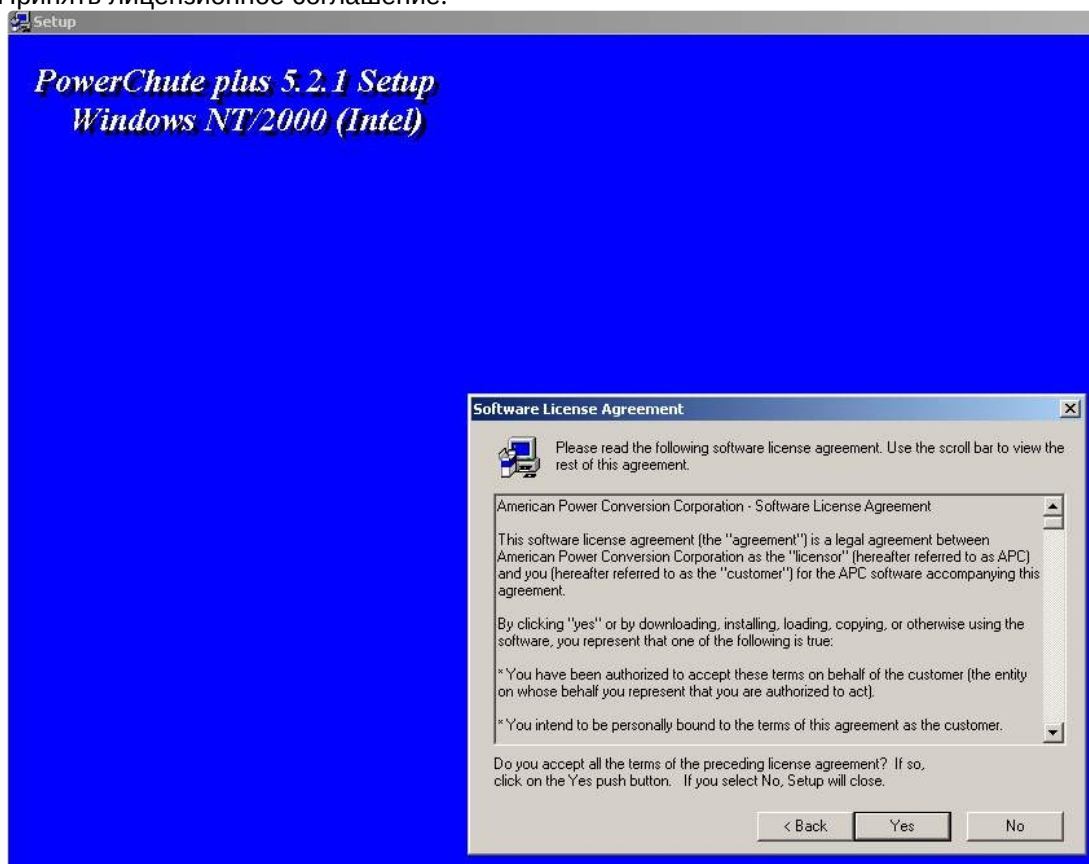 Принять лицензионное соглашение.
Setup
PowerChute plus 5.2.1 Setup
Windows NT/2000 (Intel)
Software License Agreement
Please read the following software license agreement. Use the scroll bar to view the
rest of this agreement.
American Power Conversion Corporation - Software License Agreement
This software license agreement (the "agreement") is a legal agreement between
American Power Conversion Corporation as the "licensor" (hereafter referred to as APC)
and you (hereafter referred to as the "customer") for the APC software accompanying this
agreement.
By clicking "yes" or by downloading, installing, loading, copying, or otherwise using the
software, you represent that one of the following is true:
* You have been authorized to accept these terms on behalf of the customer (the entity
on whose behalf you represent that you are authorized to act).
* You intend to be personally bound to the terms of this agreement as the customer.
Do you accept all the terms of the preceding license agreement? If so,
click on the Yes push button. If you select No, Setup will close.
< Back Yes No